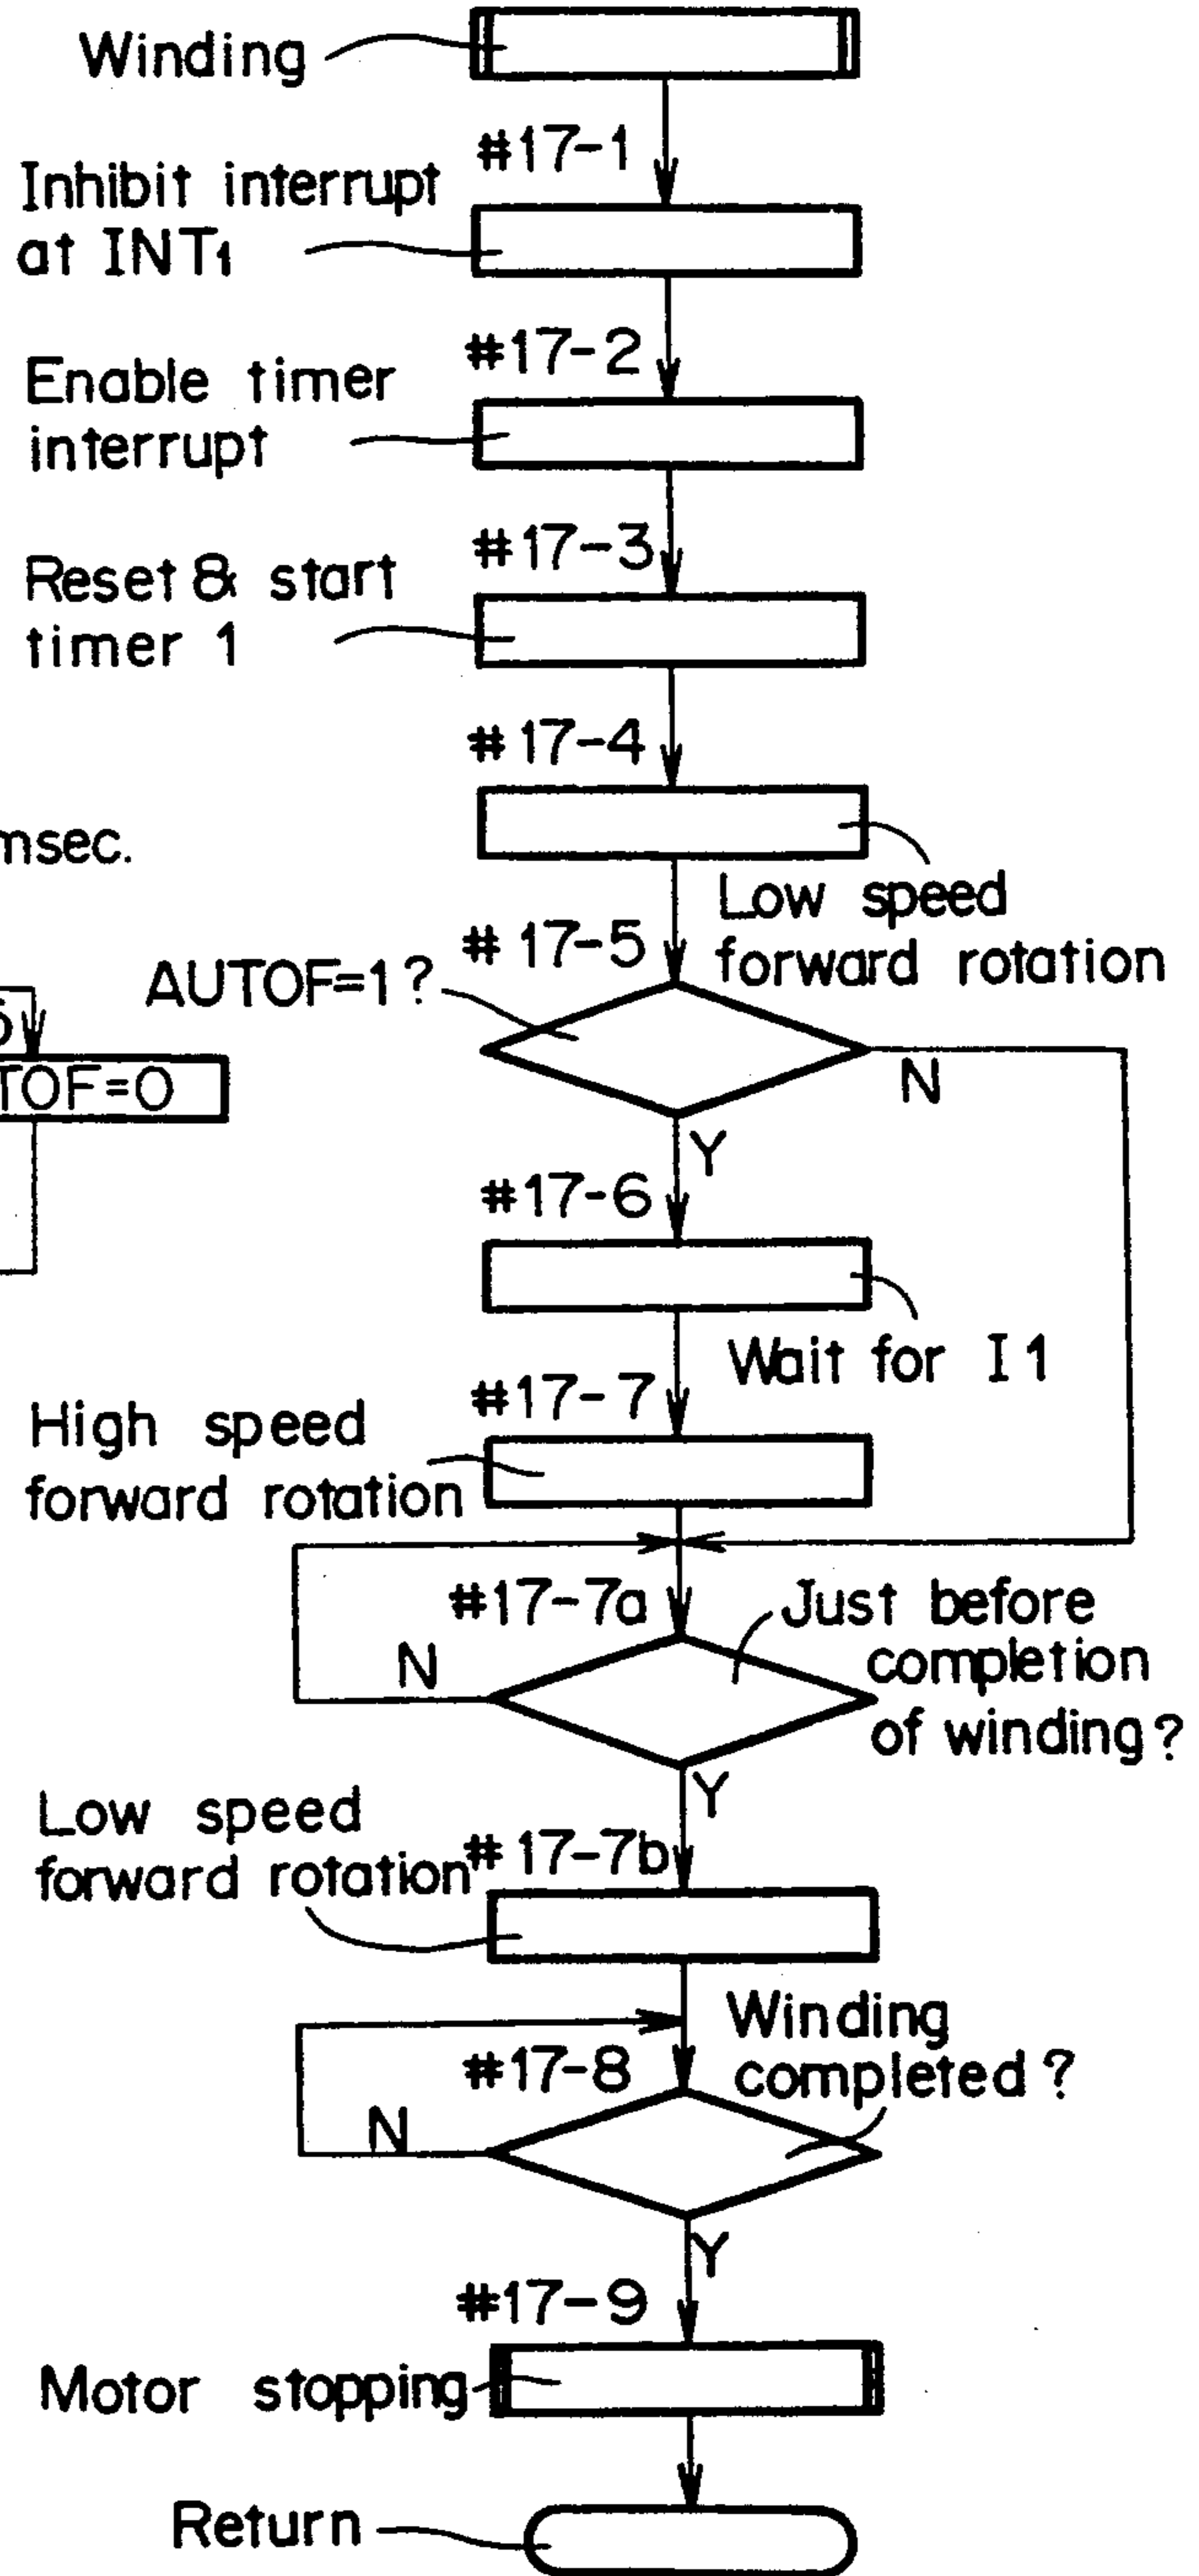 Winding
#17-1
Inhibit interrupt
at INT1
#17-2
Enable timer
interrupt
#17-3
Reset & start
timer 1
#17-4
msec.
Low speed
forward rotation
#17-5
AUTOF=1?
N
TOF=0
Y
#17-6
Wait for I1
#17-7
High speed
forward rotation
#17-7a
Just before
completion
of winding?
N
Y
Low speed
forward rotation
#17-7b
Winding
completed?
#17-8
N
Y
#17-9
Motor stopping
Return